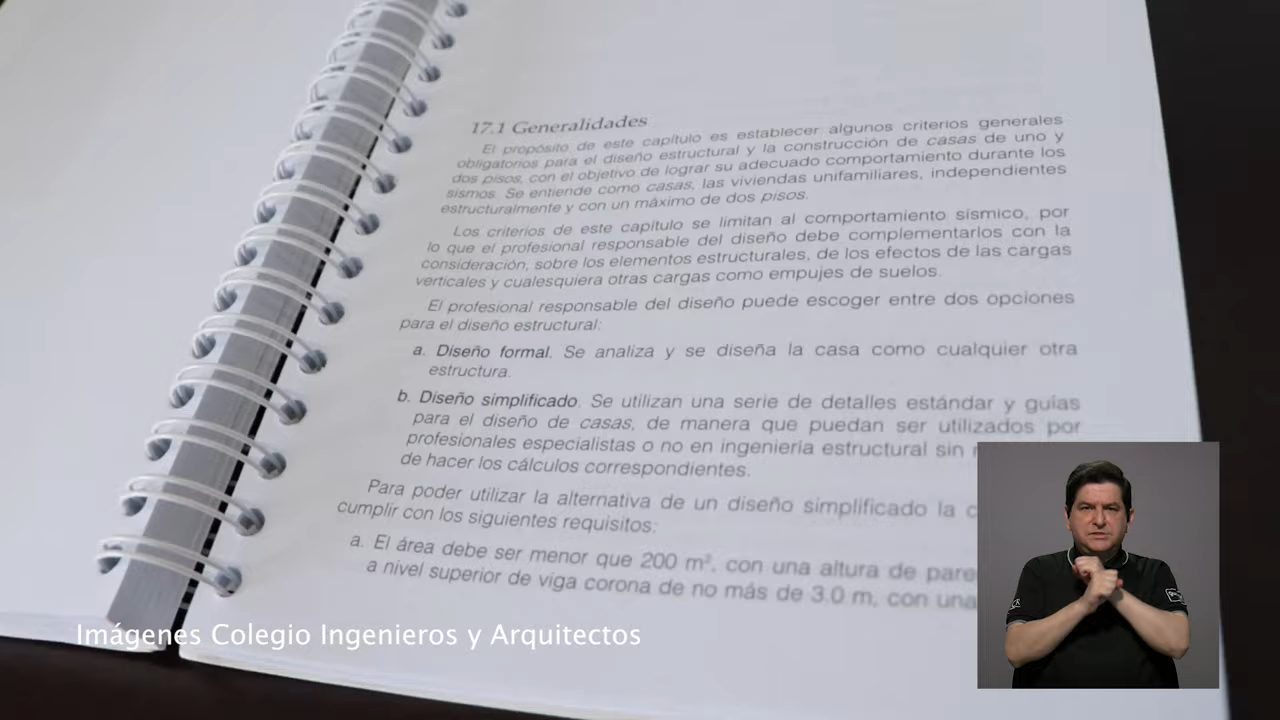 17.1 Generalidades
El propósito de este capítulo es establecer algunos criterios generales
obligatorios para el diseño estructural y la construcción de casas de uno y
dos pisos, con el objetivo de lograr su adecuado comportamiento durante los
sismos. Se entiende como casas, las viviendas unifamiliares, independientes
estructuralmente y con un máximo de dos pisos.
Los criterios de este capítulo se limitan al comportamiento sísmico, por
lo que el profesional responsable del diseño debe complementarlos con la
consideración, sobre los elementos estructurales, de los efectos de las cargas
verticales y cualesquiera otras cargas como empujes de suelos.
El profesional responsable del diseño puede escoger entre dos opciones
para el diseño estructural:
a. Diseño formal. Se analiza y se diseña la casa como cualquier otra
estructura.
b. Diseño simplificado. Se utilizan una serie de detalles estándar y guías
para el diseño de casas, de manera que puedan ser utilizados por
profesionales especialistas o no en ingeniería estructural sin
de hacer los cálculos correspondientes.
Para poder utilizar la alternativa de un diseño simplificado la
cumplir con los siguientes requisitos:
a. El área debe ser menor que 200 m², con una altura de pare
a nivel superior de viga corona de no más de 3.0 m, con una
Imágenes Colegio Ingenieros y Arquitectos